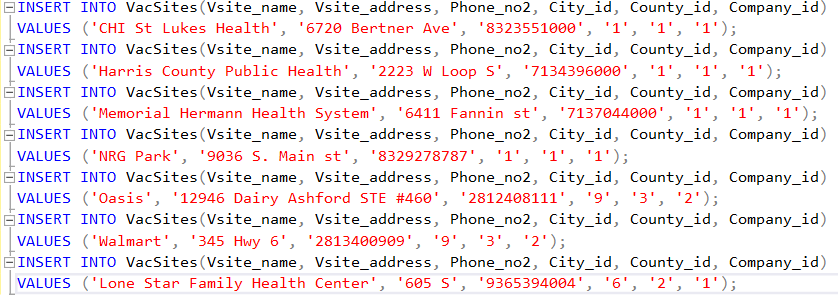 INSERT INTO VacSites(Vsite_name, Vsite_address, Phone_no2, City_id, County_id, Company_id)
VALUES ('CHI St Lukes Health', '6720 Bertner Ave', '8323551000', '1', '1', '1');
INSERT INTO VacSites(Vsite_name, Vsite_address, Phone_no2, City_id, County_id, Company_id)
VALUES ('Harris County Public Health', '2223 W Loop S', '7134396000', '1', '1', '1');
INSERT INTO VacSites(Vsite_name, Vsite_address, Phone_no2, City_id, County_id, Company_id)
VALUES ('Memorial Hermann Health System', '6411 Fannin st', '7137044000', '1', '1', '1');
INSERT INTO VacSites(Vsite_name, Vsite_address, Phone_no2, City_id, County_id, Company_id)
VALUES ('NRG Park', '9036 S. Main st', '8329278787', '1', '1', '1');
INSERT INTO VacSites(Vsite_name, Vsite_address, Phone_no2, City_id, County_id, Company_id)
VALUES ('Oasis', '12946 Dairy Ashford STE #460', '2812408111', '9', '3', '2');
INSERT INTO VacSites(Vsite_name, Vsite_address, Phone_no2, City_id, County_id, Company_id)
VALUES ('Walmart', '345 Hwy 6', '2813400909', '9', '3', '2');
INSERT INTO VacSites(Vsite_name, Vsite_address, Phone_no2, City_id, County_id, Company_id)
VALUES ('Lone Star Family Health Center', '605 S', '9365394004', '6', '2', '1');